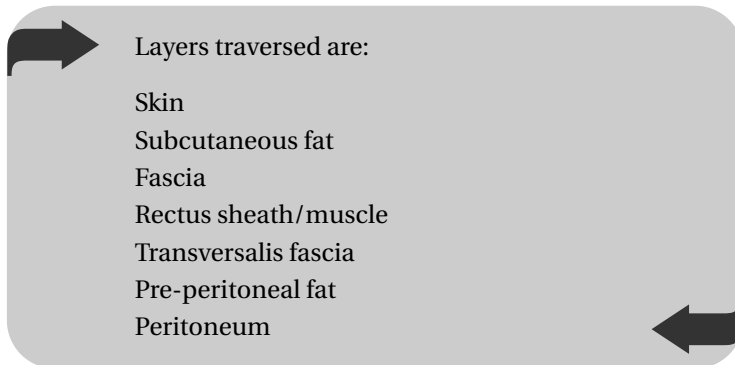 Layers traversed are:
Skin
Subcutaneous fat
Fascia
Rectus sheath/muscle
Transversalis fascia
Pre-peritoneal fat
Peritoneum